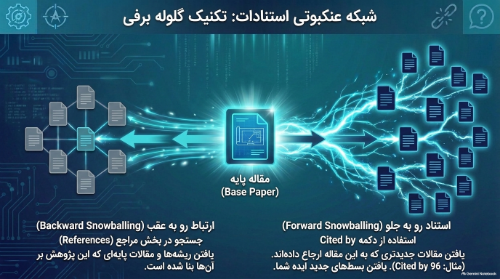 شبکه عنکبوتی استنادات: تکنیک گلوله برفی
مقاله پایه
(Base Paper)
استناد رو به جلو (Forward Snowballing)
استفاده از دکمه Cited by
یافتن مقالات جدیدتری که به این مقاله ارجاع داده‌اند.
(مثال: Cited by 96). یافتن بسط‌های جدید ایده شما.
ارتباط رو به عقب (Backward Snowballing)
جستجو در بخش مراجع (References)
یافتن ریشه‌ها و مقالات پایه‌ای که این پژوهش بر
آن‌ها بنا شده است.